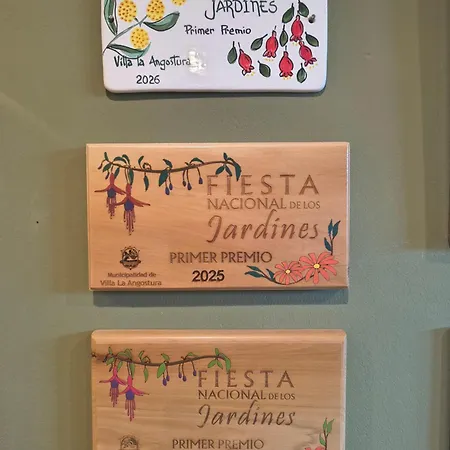 JARDINES
Primer Premio
Villa la Angostura
2026
FIESTA
NACIONAL DE LOS
Jardines
PRIMER PREMIO
2025
Municipalidad de
Villa La Angostura
FIESTA
NACIONAL DE LOS
Jardines
PRIMER PREMIO